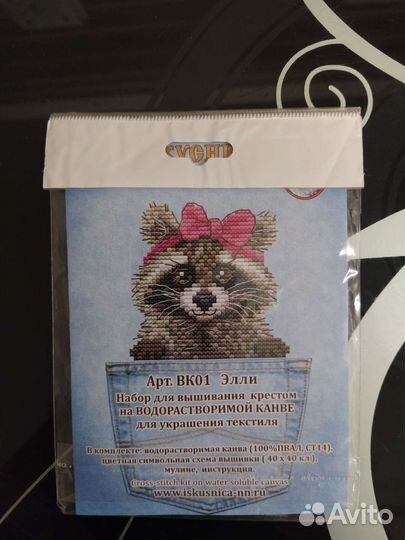 Арт. ВК01 Элли
Набор для вышивания крестом
на ВОДОРАСТВОРИМОЙ КАНВЕ
для украшения текстиля
В комплекте: водорастворимая канва (100%ПВАЛ, СТ14),
цветная символьная схема вышивки ( 40 х 40 кл ),
мулине, инструкция.
Cross-stitch kit on water soluble canvas
www.iskusnica-nn.ru
Avito